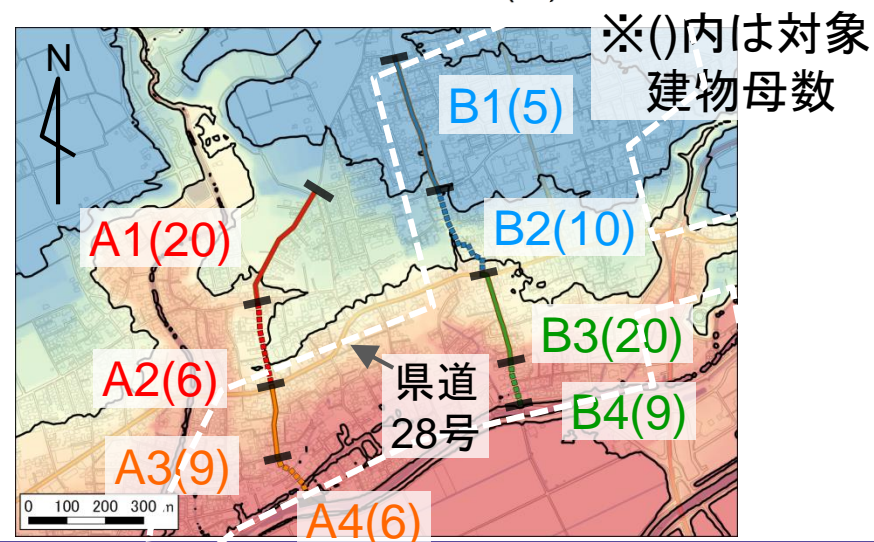 ※()内は対象
建物母数
N
B1(5)
A1(20)
B2(10)
B3(20)
A2(6)
県道
28号
B4(9)
A3(9)
0 100 200 300 m
A4(6)